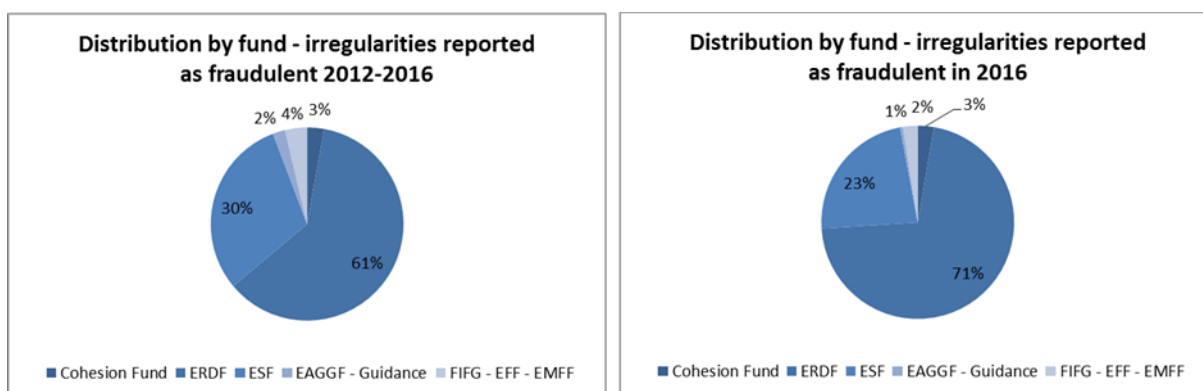 Distribution by fund - irregularities reported
as fraudulent 2012-2016
2% 4% 3%
30%
61%
Cohesion Fund ERDF ESF EAGGF - Guidance FIFG - EFF - EMFF
Distribution by fund - irregularities reported
as fraudulent in 2016
1% 2% 3%
23%
71%
Cohesion Fund ERDF ESF EAGGF - Guidance FIFG - EFF - EMFF